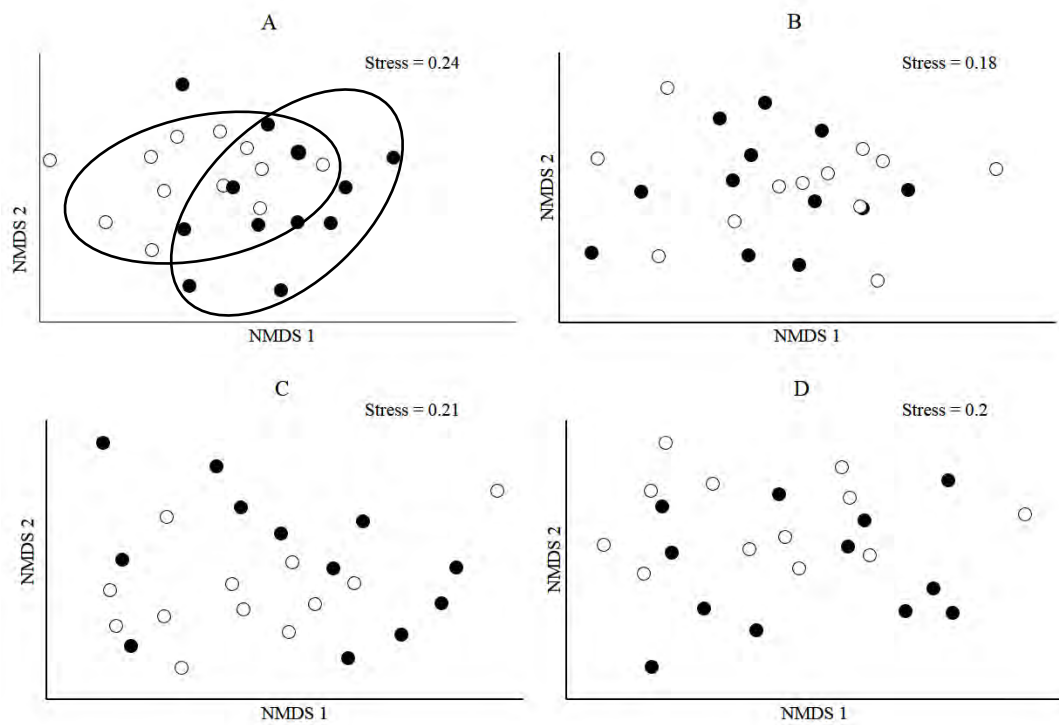 A
Stress = 0.24
NMDS 2
NMDS 1
B
Stress = 0.18
NMDS 2
NMDS 1
C
Stress = 0.21
NMDS 2
NMDS 1
D
Stress = 0.2
NMDS 2
NMDS 1